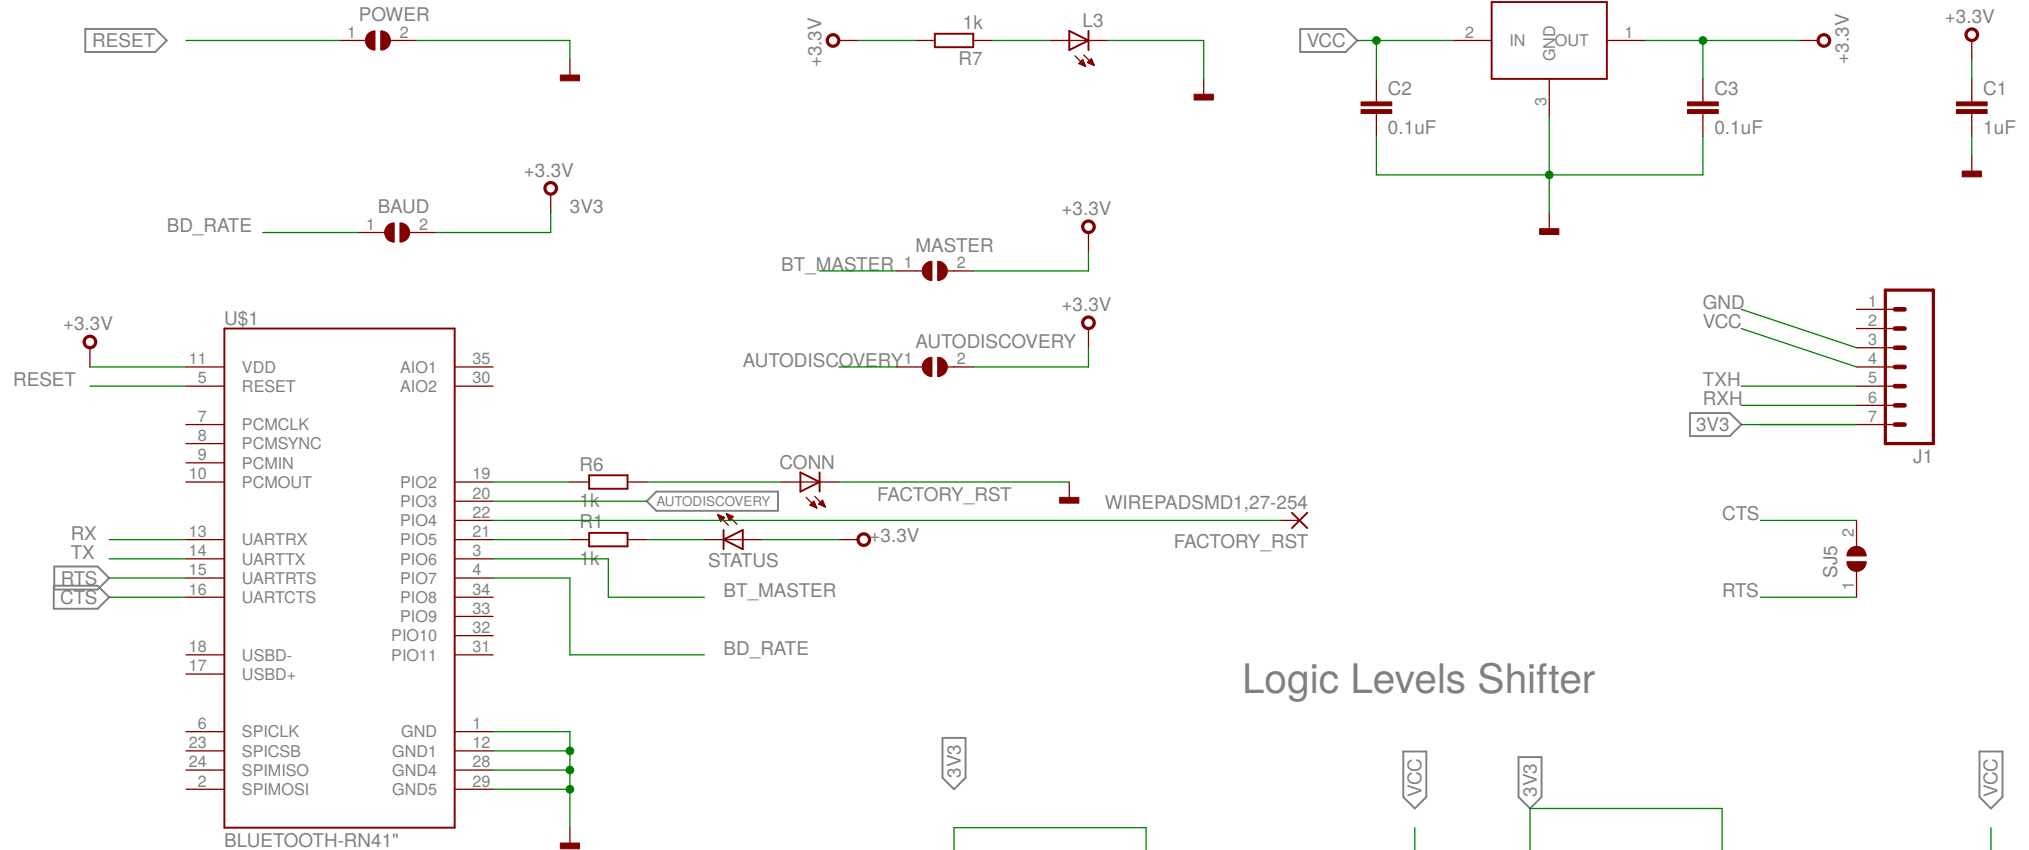 POWER
RESET
1
2
+3.3V
1k
R7
L3
VCC
2
IN
GND
OUT
1
3
+3.3V
C2
0.1uF
C3
0.1uF
+3.3V
C1
1uF
+3.3V
3V3
BAUD
BD_RATE
1
2
+3.3V
MASTER
BT_MASTER
1
2
+3.3V
AUTODISCOVERY
AUTODISCOVERY
1
2
GND
VCC
TXH
RXH
3V3
1
2
3
4
5
6
7
J1
U$1
+3.3V
RESET
11 VDD
5 RESET
7 PCMCLK
8 PCMSYNC
9 PCMIN
10 PCMOUT
RX 13 UARTRX
TX 14 UARTTX
RTS 15 UARTRTS
CTS 16 UARTCTS
18 USBD-
17 USBD+
6 SPICLK
23 SPICSB
24 SPIMISO
2 SPIMOSI
AIO1 35
AIO2 30
PIO2 19
PIO3 20
PIO4 22
PIO5 21
PIO6 3
PIO7 4
PIO8 34
PIO9 33
PIO10 32
PIO11 31
GND 1
GND1 12
GND4 28
GND5 29
BLUETOOTH-RN41"
R6
1k
CONN
AUTODISCOVERY
FACTORY_RST
R1
1k
STATUS
+3.3V
WIREPADSMD1,27-254
FACTORY_RST
BT_MASTER
BD_RATE
CTS
2
SJ5
1
RTS
Logic Levels Shifter
3V3
VCC
3V3
VCC